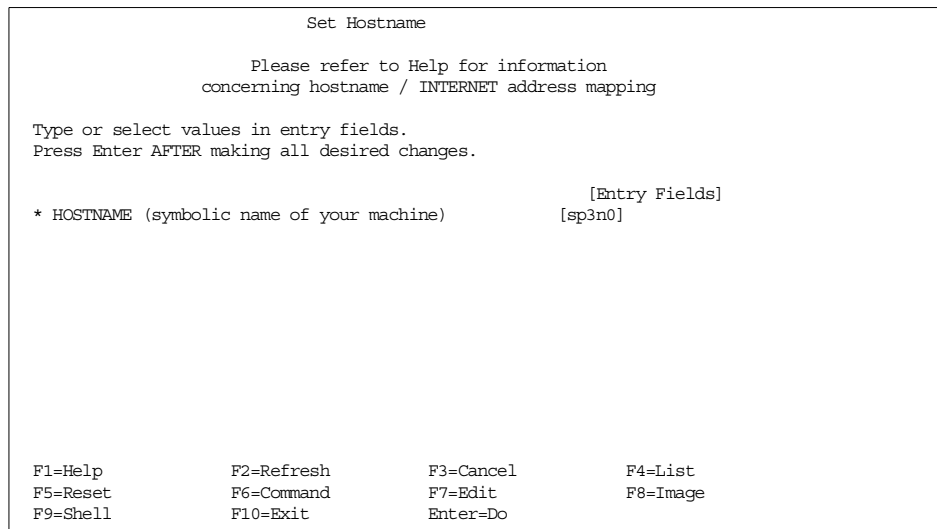 Set Hostname
Please refer to Help for information
concerning hostname / INTERNET address mapping
Type or select values in entry fields.
Press Enter AFTER making all desired changes.
[Entry Fields]
* HOSTNAME (symbolic name of your machine) [sp3n0]
F1=Help F2=Refresh F3=Cancel F4=List
F5=Reset F6=Command F7=Edit F8=Image
F9=Shell F10=Exit Enter=Do